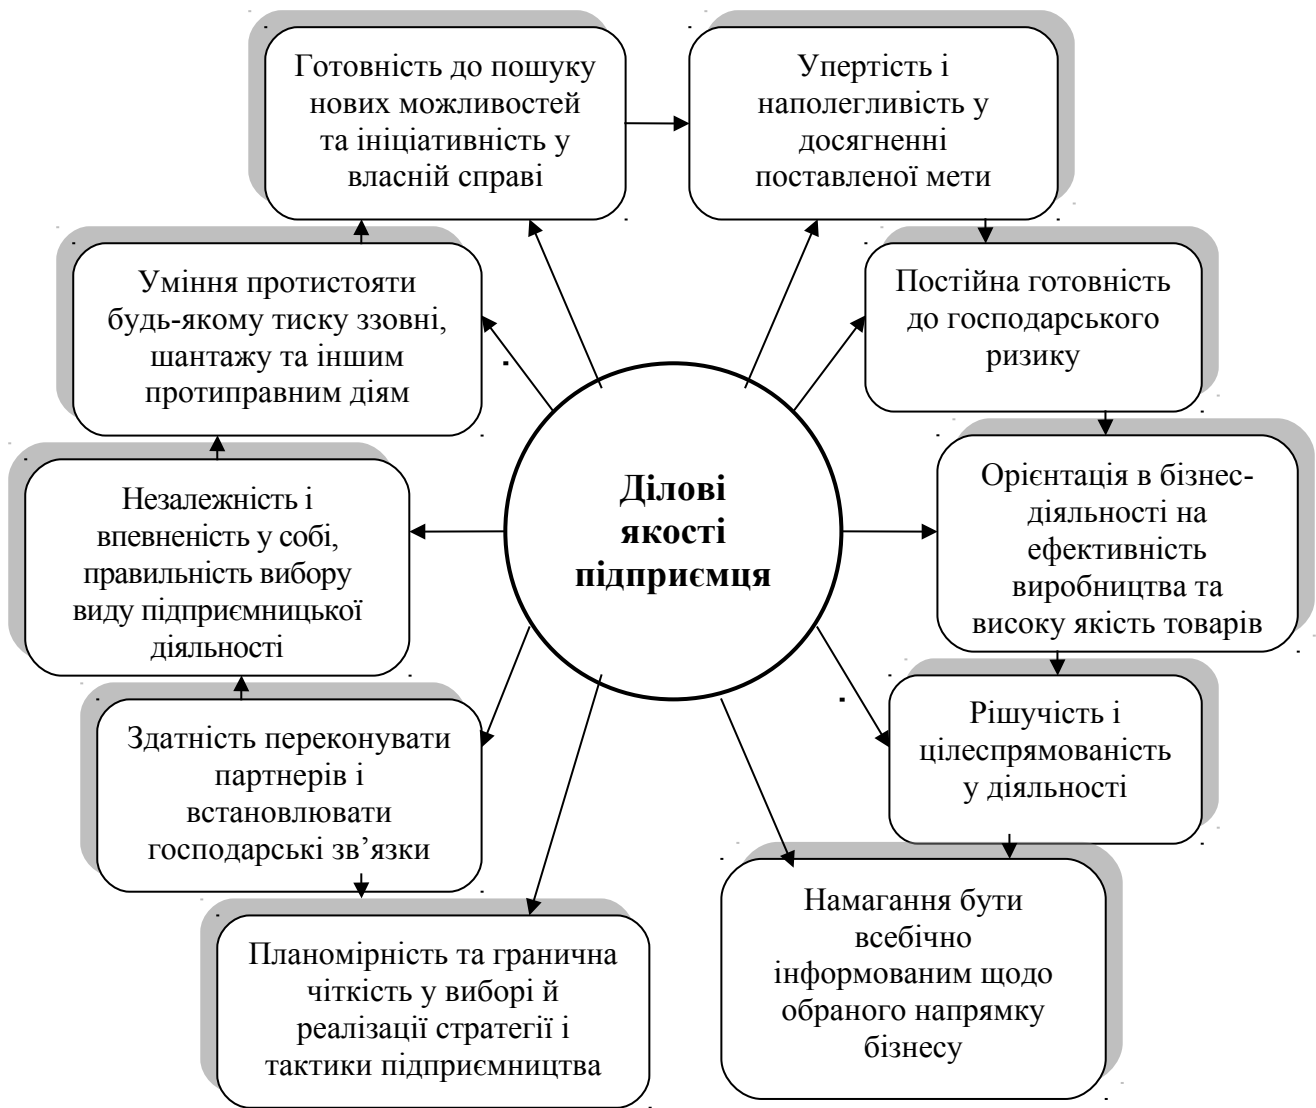 Готовність до пошуку
нових можливостей
та ініціативність у
власній справі
Упертість і
наполегливість у
досягненні
поставленої мети
Уміння протистояти
будь-якому тиску ззовні,
шантажу та іншим
протиправним діям
Постійна готовність
до господарського
ризику
Незалежність і
впевненість у собі,
правильність вибору
виду підприємницької
діяльності
Ділові
якості
підприємця
Орієнтація в бізнес-
діяльності на
ефективність
виробництва та
високу якість товарів
Здатність переконувати
партнерів і
встановлювати
господарські зв’язки
Рішучість і
цілеспрямованість
у діяльності
Планомірність та гранична
чіткість у виборі й
реалізації стратегії і
тактики підприємництва
Намагання бути
всебічно
інформованим щодо
обраного напрямку
бізнесу